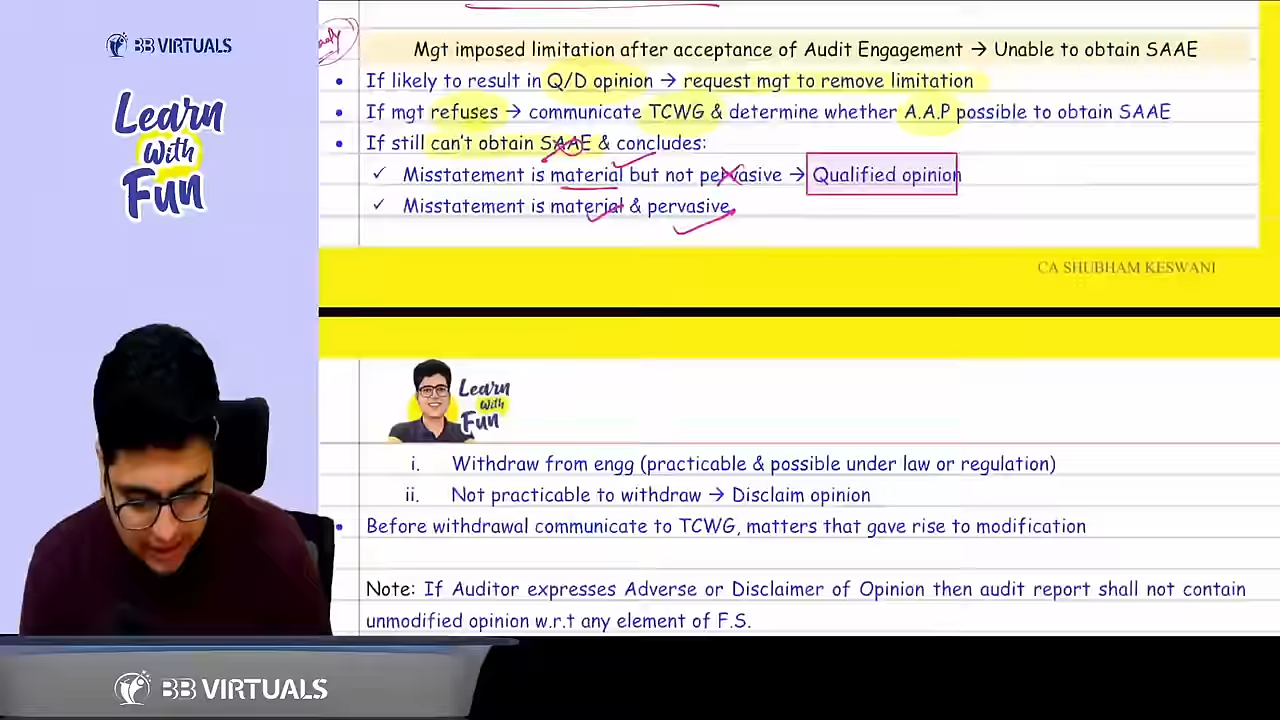 BB VIRTUALS
Learn
With
Fun
Mgt imposed limitation after acceptance of Audit Engagement → Unable to obtain SAAE
• If likely to result in Q/D opinion → request mgt to remove limitation
• If mgt refuses → communicate TCWG & determine whether A.A.P possible to obtain SAAE
• If still can't obtain SAAE & concludes:
✓ Misstatement is material but not pervasive → Qualified opinion
✓ Misstatement is material & pervasive,
CA SHUBHAM KESWANI
Learn
With
Fun
i. Withdraw from engg (practicable & possible under law or regulation)
ii. Not practicable to withdraw → Disclaim opinion
• Before withdrawal communicate to TCWG, matters that gave rise to modification
Note: If Auditor expresses Adverse or Disclaimer of Opinion then audit report shall not contain
unmodified opinion w.r.t any element of F.S.
BB VIRTUALS